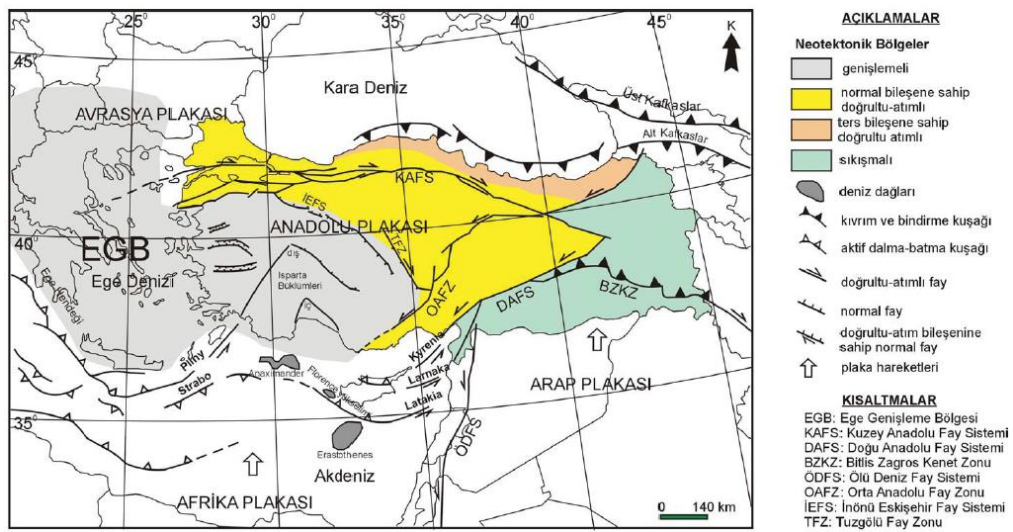 25°
30°
35°
40°
45°
K
45°
40°
35°
Kara Deniz
AVRASYA PLAKASI
Üst Kafkaslar
Alt Kafkaslar
KAFS
İEFS
ANADOLU PLAKASI
TFZ
EGB
Ege Denizi
Ege Hendeği
dış
Isparta
Büklümleri
iç
OAFZ
DAFS
BZKZ
Pliny
Strabo
Anaximander
Kyrenia
Larnaka
Latakia
Florence
Erastothenes
Akdeniz
ÖDFS
ARAP PLAKASI
AFRİKA PLAKASI
0 140 km
AÇIKLAMALAR
Neotektonik Bölgeler
genişlemeli
normal bileşene sahip
doğrultu-atımlı
ters bileşene sahip
doğrultu atımlı
sıkışmalı
deniz dağları
kıvrım ve bindirme kuşağı
aktif dalma-batma kuşağı
doğrultu-atımlı fay
normal fay
doğrultu-atım bileşenine
sahip normal fay
plaka hareketleri
KISALTMALAR
EGB: Ege Genişleme Bölgesi
KAFS: Kuzey Anadolu Fay Sistemi
DAFS: Doğu Anadolu Fay Sistemi
BZKZ: Bitlis Zagros Kenet Zonu
ÖDFS: Ölü Deniz Fay Sistemi
OAFZ: Orta Anadolu Fay Zonu
İEFS: İnönü Eskişehir Fay Sistemi
TFZ: Tuzgölü Fay Zonu